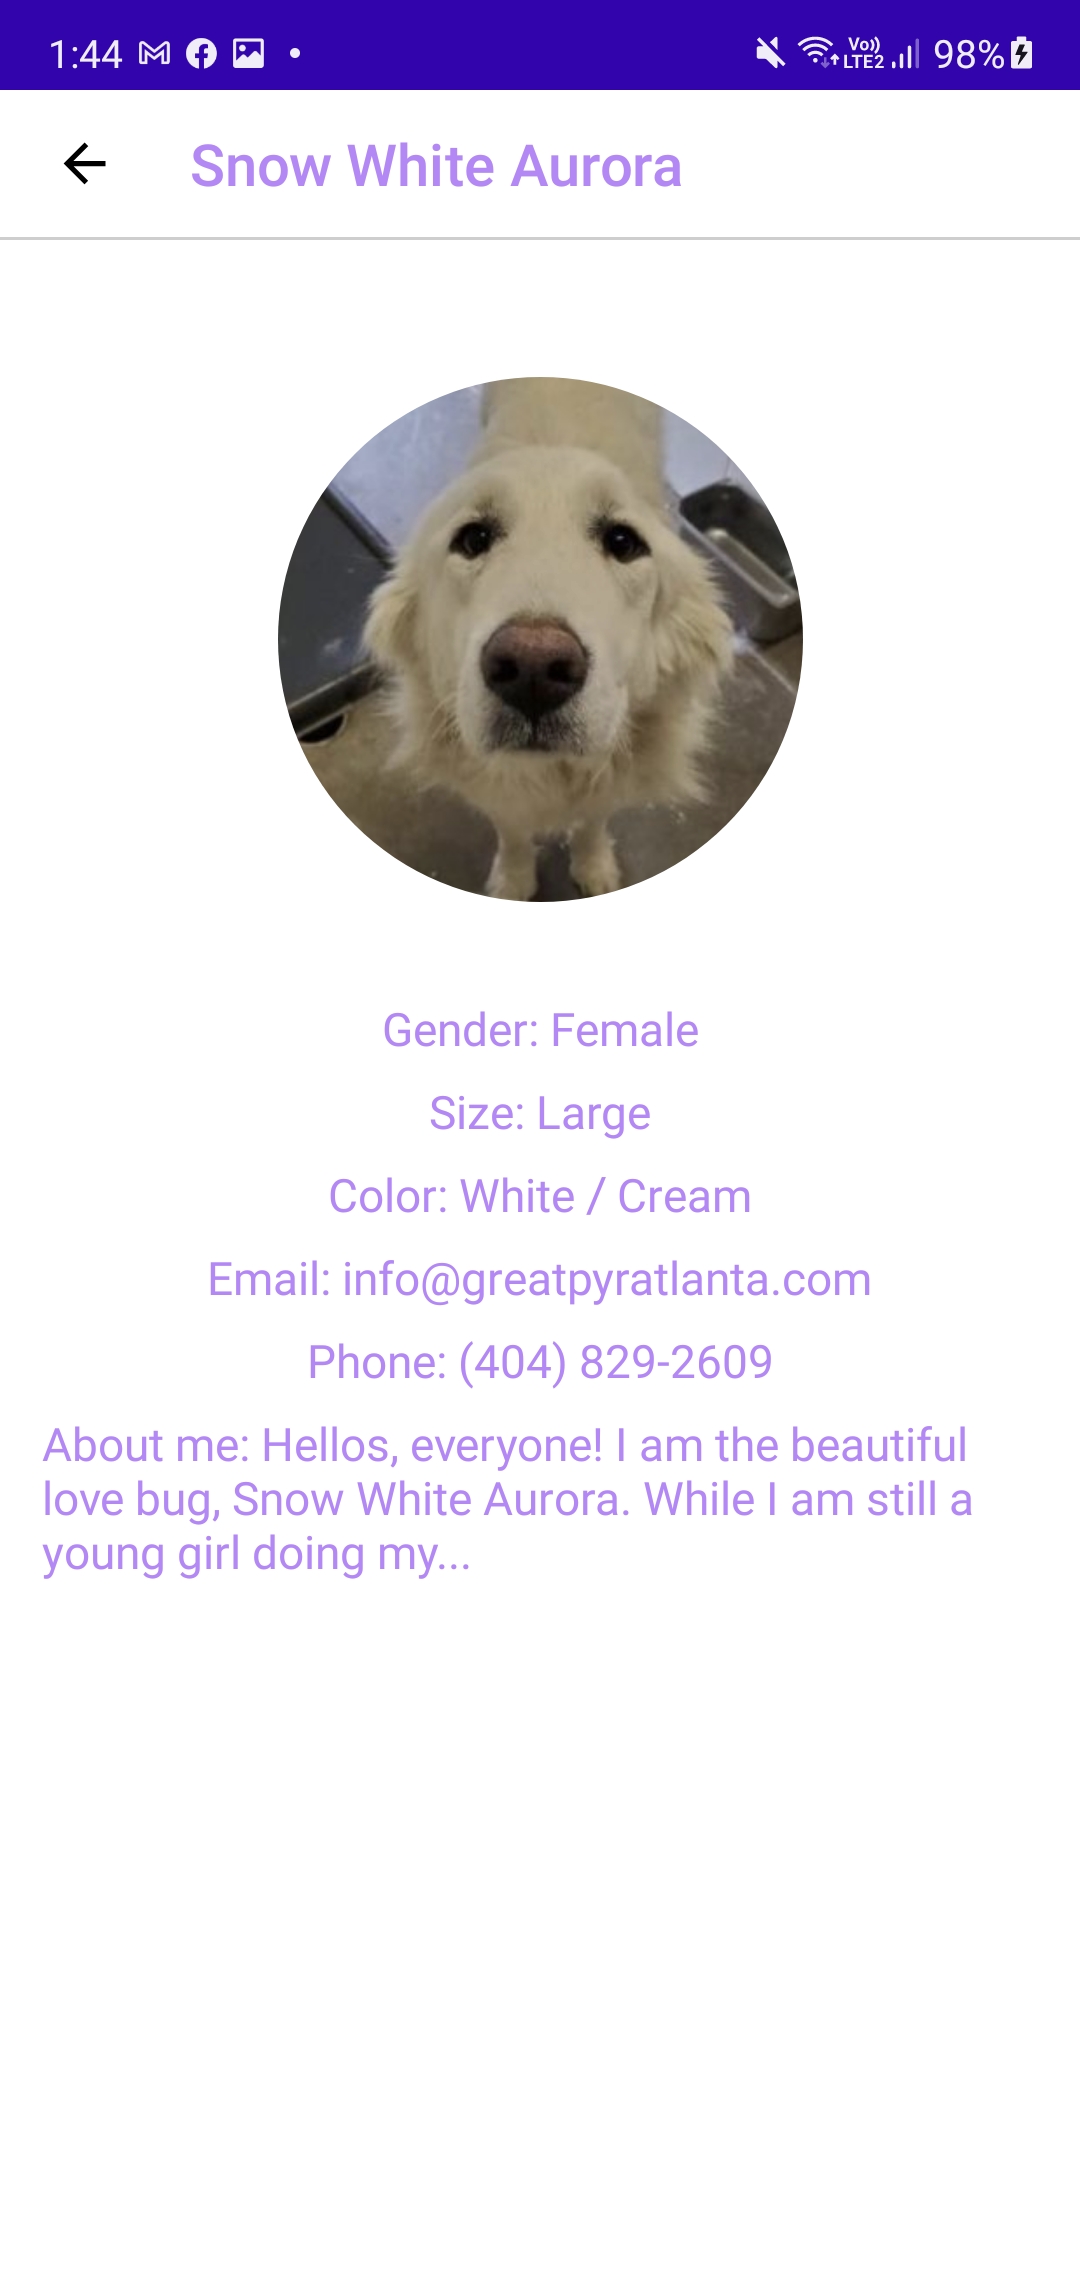 1:44 Vo)) LTE2 98%
Snow White Aurora
Gender: Female
Size: Large
Color: White / Cream
Email: info@greatpyratlanta.com
Phone: (404) 829-2609
About me: Hellos, everyone! I am the beautiful
love bug, Snow White Aurora. While I am still a
young girl doing my...